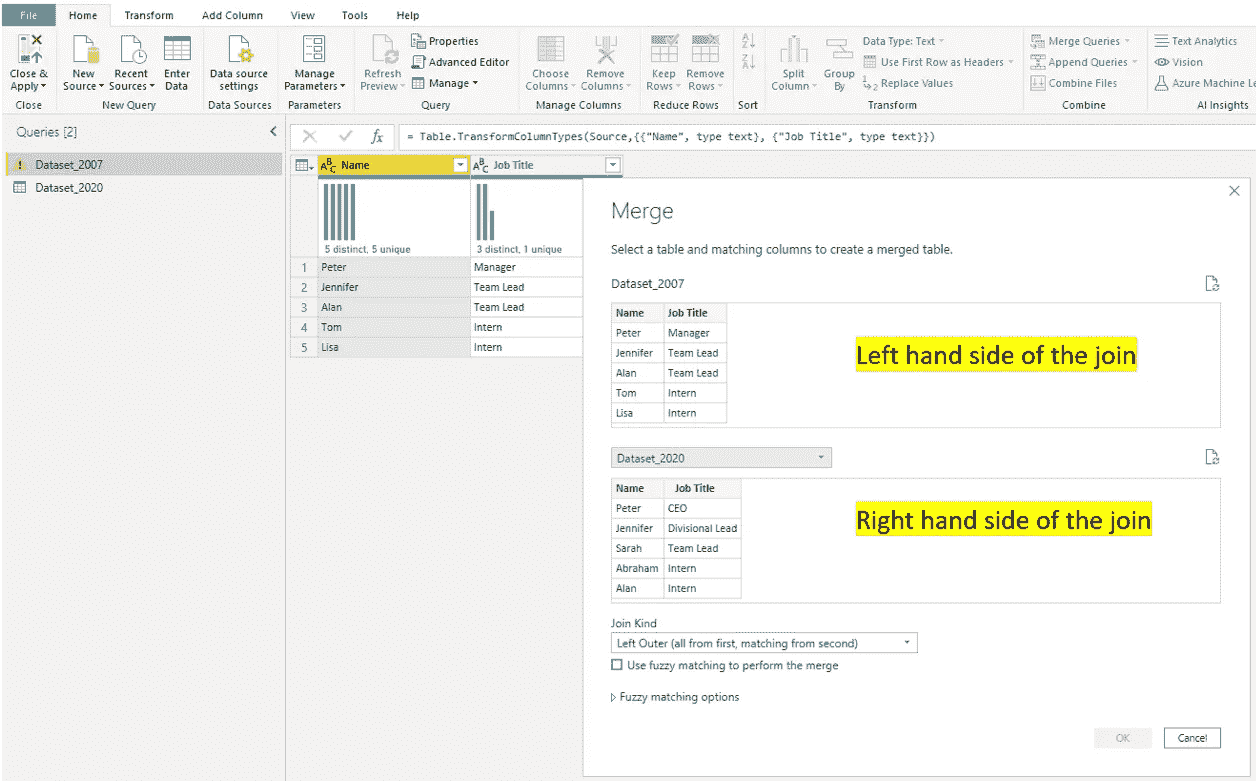 File Home Transform Add Column View Tools Help
Close & Apply New Source Recent Sources Enter Data Data source settings Manage Parameters Refresh Preview Properties Advanced Editor Manage Choose Columns Remove Columns Keep Rows Remove Rows Split Column Group By Data Type: Text Use First Row as Headers Replace Values Merge Queries Append Queries Combine Files Text Analytics Vision Azure Machine Le
Close New Query Data Sources Parameters Query Manage Columns Reduce Rows Sort Transform Combine AI Insights
Queries [2]
Dataset_2007
Dataset_2020
fx = Table.TransformColumnTypes(Source,{{"Name", type text}, {"Job Title", type text}})
ABC Name ABC Job Title
5 distinct, 5 unique 3 distinct, 1 unique
1 Peter Manager
2 Jennifer Team Lead
3 Alan Team Lead
4 Tom Intern
5 Lisa Intern
Merge
Select a table and matching columns to create a merged table.
Dataset_2007
Name Job Title
Peter Manager
Jennifer Team Lead
Alan Team Lead
Tom Intern
Lisa Intern
Left hand side of the join
Dataset_2020
Name Job Title
Peter CEO
Jennifer Divisional Lead
Sarah Team Lead
Abraham Intern
Alan Intern
Right hand side of the join
Join Kind
Left Outer (all from first, matching from second)
Use fuzzy matching to perform the merge
Fuzzy matching options
OK Cancel